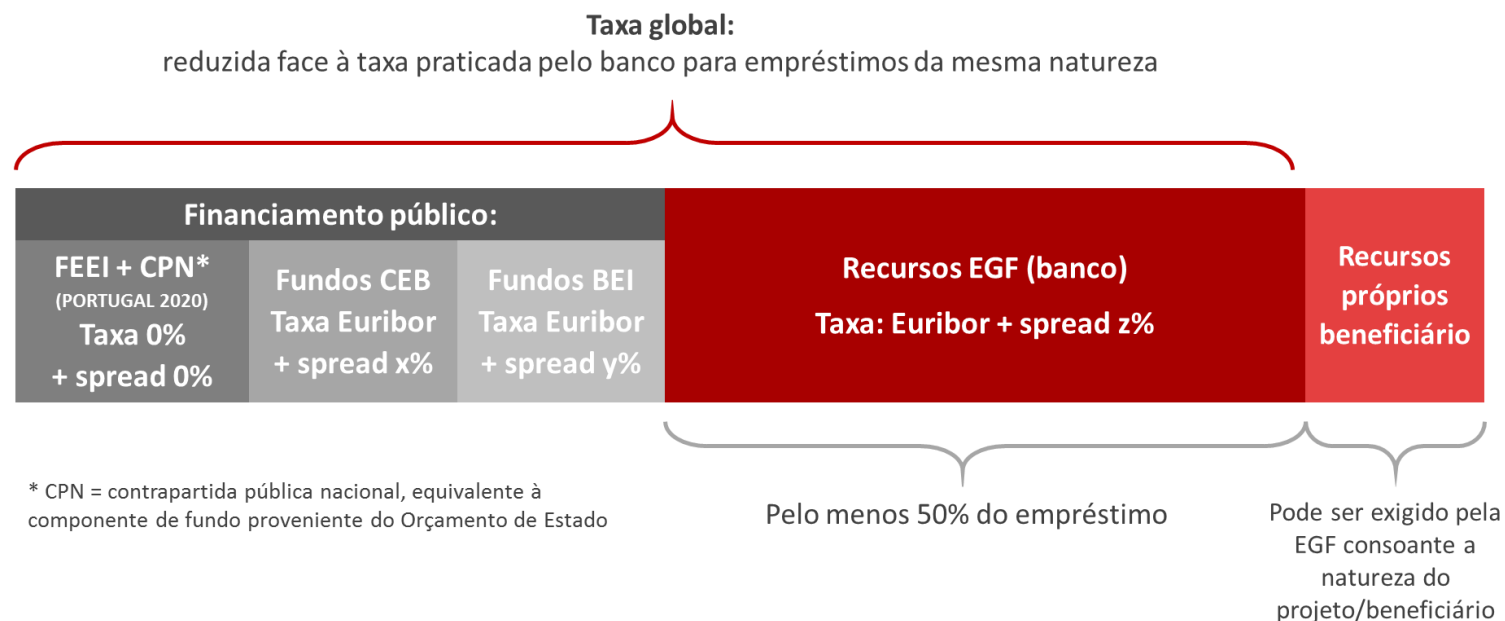 Taxa global:
reduzida face à taxa praticada pelo banco para empréstimos da mesma natureza
Financiamento público:
FEEI + CPN*
(PORTUGAL 2020)
Taxa 0%
+ spread 0%
Fundos CEB
Taxa Euribor
+ spread x%
Fundos BEI
Taxa Euribor
+ spread y%
Recursos EGF (banco)
Taxa: Euribor + spread z%
Recursos
próprios
beneficiário
* CPN = contrapartida pública nacional, equivalente à
componente de fundo proveniente do Orçamento de Estado
Pelo menos 50% do empréstimo
Pode ser exigido pela
EGF consoante a
natureza do
projeto/beneficiário